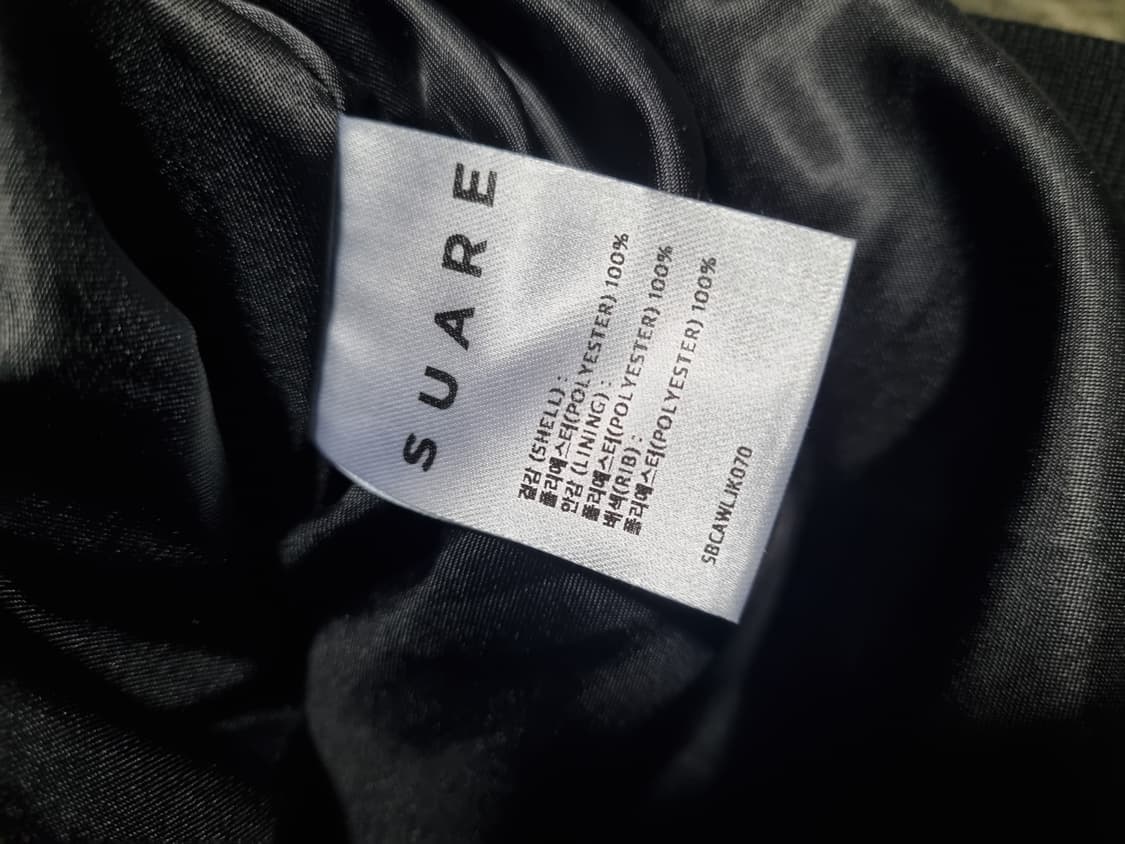 SUARE
겉감 (SHELL) :
폴리에스터(POLYESTER) 100%
안감 (LINING) :
폴리에스터(POLYESTER) 100%
배색(RIB) :
폴리에스터(POLYESTER) 100%
SBCAWLJK070